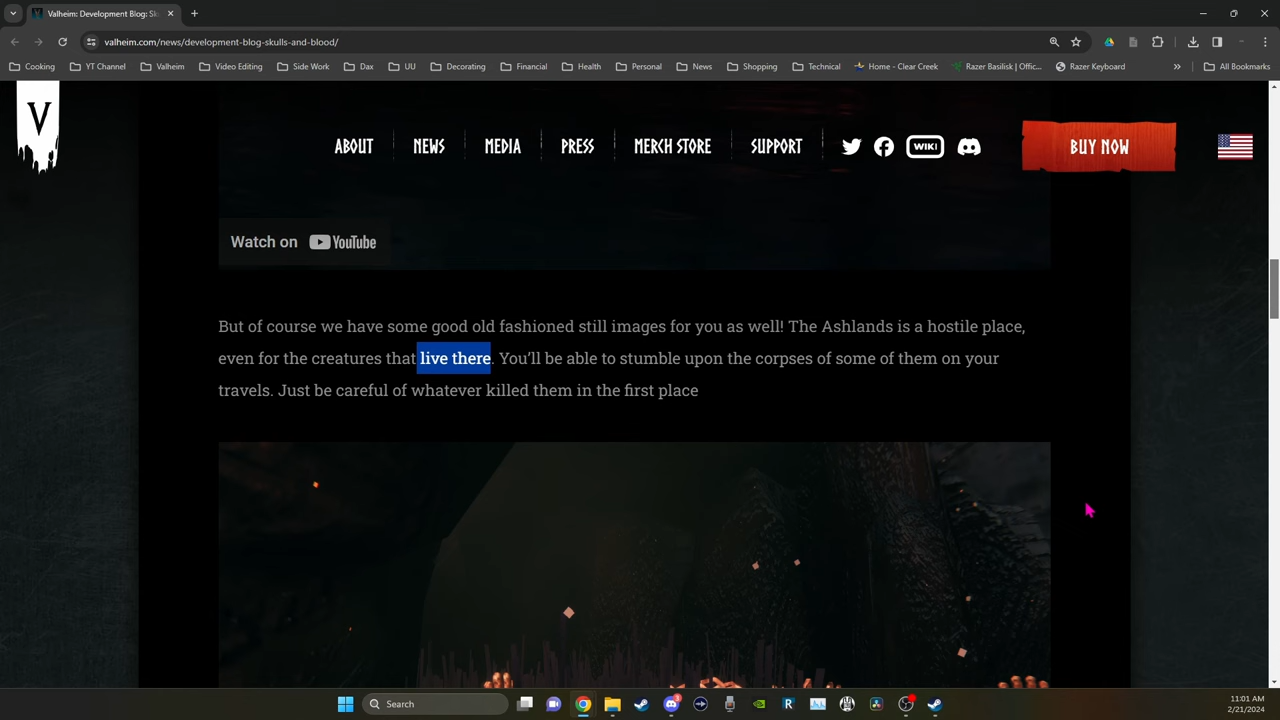 Valheim: Development Blog: Sk
valheim.com/news/development-blog-skulls-and-blood/
Cooking
YT Channel
Valheim
Video Editing
Side Work
Dax
UU
Decorating
Financial
Health
Personal
News
Shopping
Technical
Home - Clear Creek
Razer Basilisk | Offic...
Razer Keyboard
»
All Bookmarks
V
ABOUT
NEWS
MEDIA
PRESS
MERCH STORE
SUPPORT
WIKI
BUY NOW
Watch on YouTube
But of course we have some good old fashioned still images for you as well! The Ashlands is a hostile place,
even for the creatures that live there. You’ll be able to stumble upon the corpses of some of them on your
travels. Just be careful of whatever killed them in the first place
Search
3
11:01 AM
2/21/2024